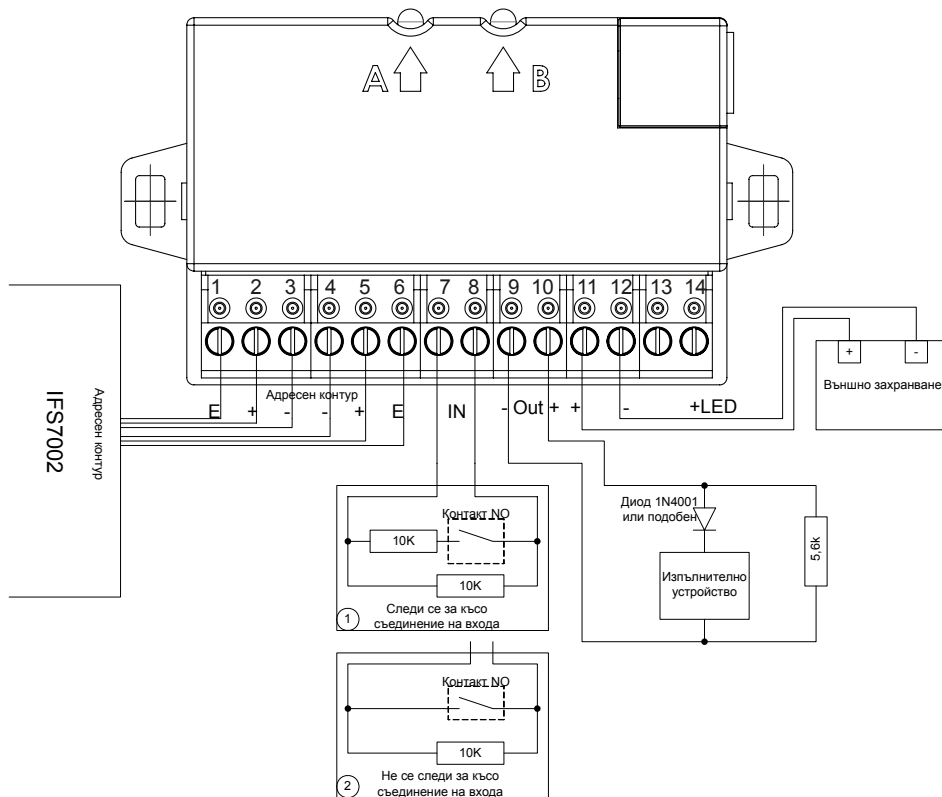 A B
1 2 3 4 5 6 7 8 9 10 11 12 13 14
+ -
Външно захранване
Адресен контур
E + - - + E IN - Out + + - +LED
IFS7002
Адресен контур
Контакт NO
10K
10K
1
Следи се за късо
съединение на входа
Диод 1N4001
или подобен
Изпълнително
устройство
5,6k
Контакт NO
10K
2
Не се следи за късо
съединение на входа